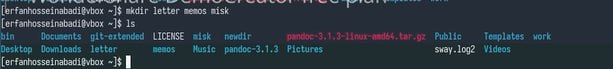 [erfanhosseinabadi@vbox ~]$ mkdir letter memos misk
[erfanhosseinabadi@vbox ~]$ ls
bin Documents git-extended LICENSE misk newdir pandoc-3.1.3-linux-amd64.tar.gz Public Templates work
Desktop Downloads letter memos Music pandoc-3.1.3 Pictures sway.log2 Videos
[erfanhosseinabadi@vbox ~]$